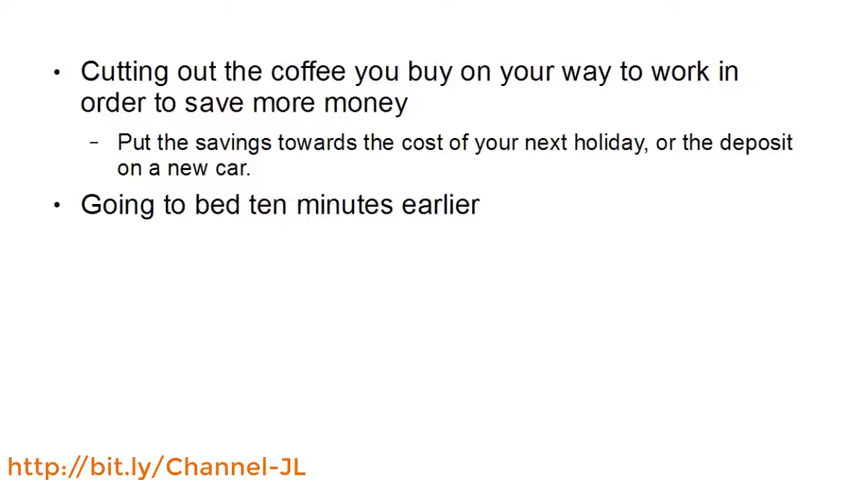 • Cutting out the coffee you buy on your way to work in
order to save more money
– Put the savings towards the cost of your next holiday, or the deposit
on a new car.
• Going to bed ten minutes earlier
http://bit.ly/Channel-JL